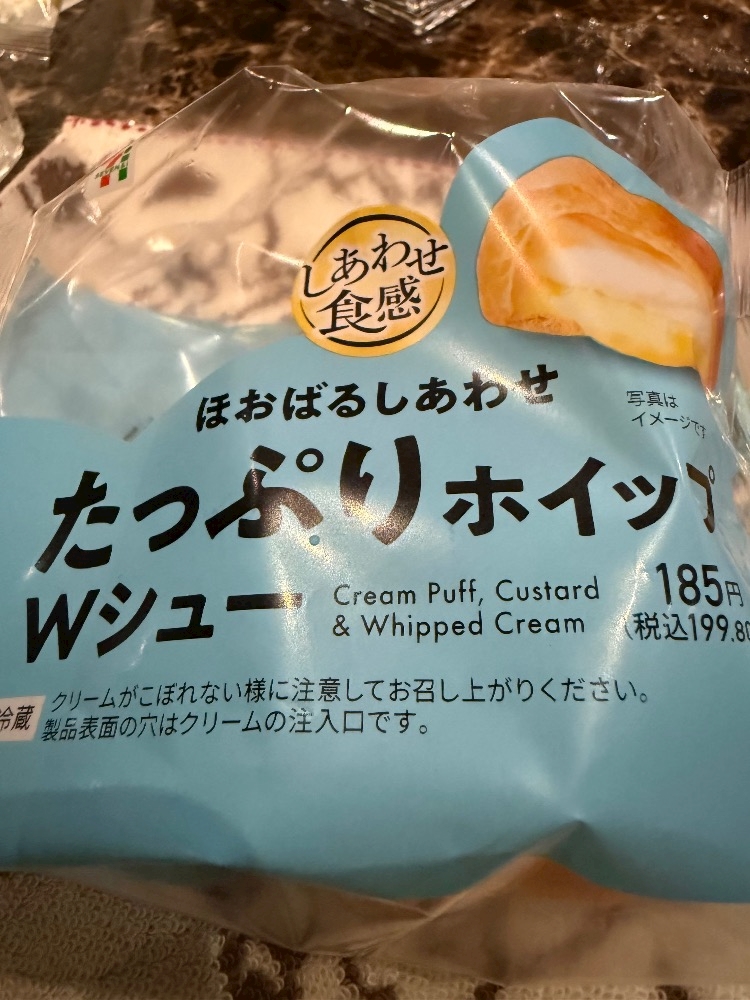 しあわせ
食感
ほおばるしあわせ
写真は
イメージです
たっぷりホイップ
Wシュー
Cream Puff, Custard
& Whipped Cream
185円
(税込199.80
クリームがこぼれない様に注意してお召し上がりください。
冷蔵
製品表面の穴はクリームの注入口です。